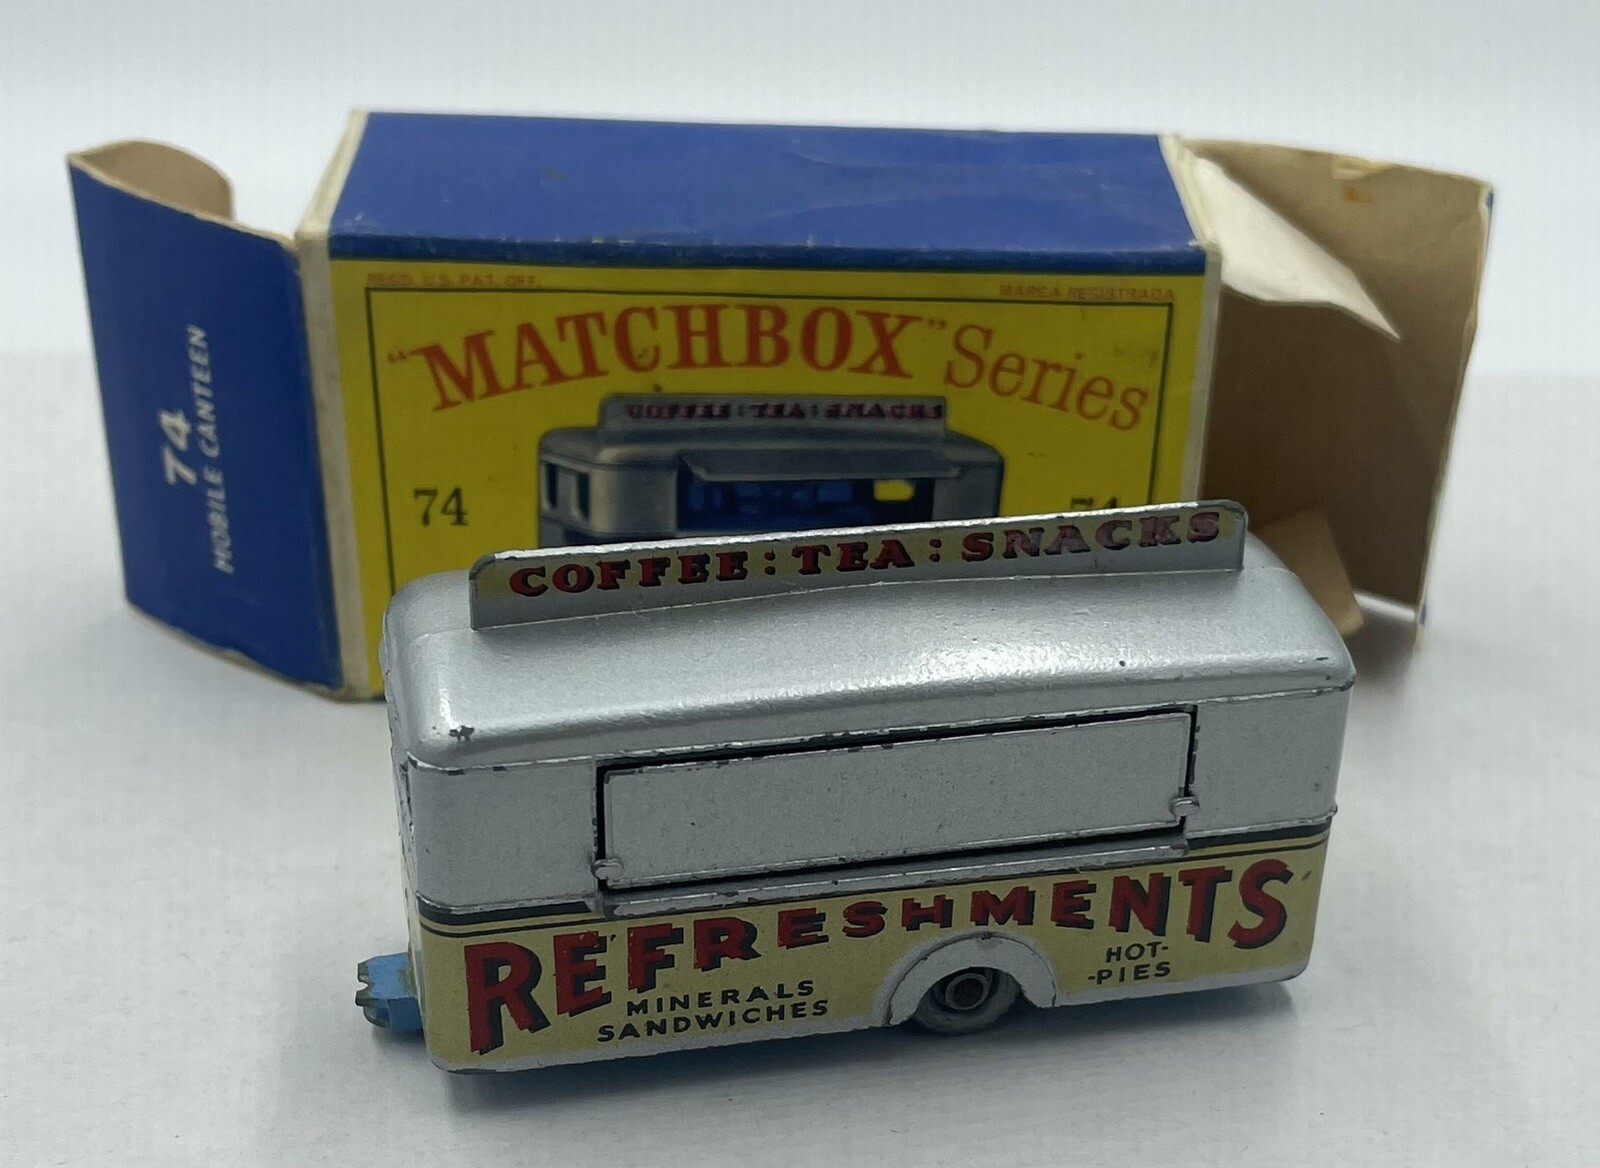 74
MOBILE CANTEEN
REGD. U.S. PAT. OFF.
MARCA REGISTRADA
"MATCHBOX" Series
COFFEE : TEA : SNACKS
74
74
COFFEE : TEA : SNACKS
REFRESHMENTS
MINERALS
SANDWICHES
HOT-
-PIES